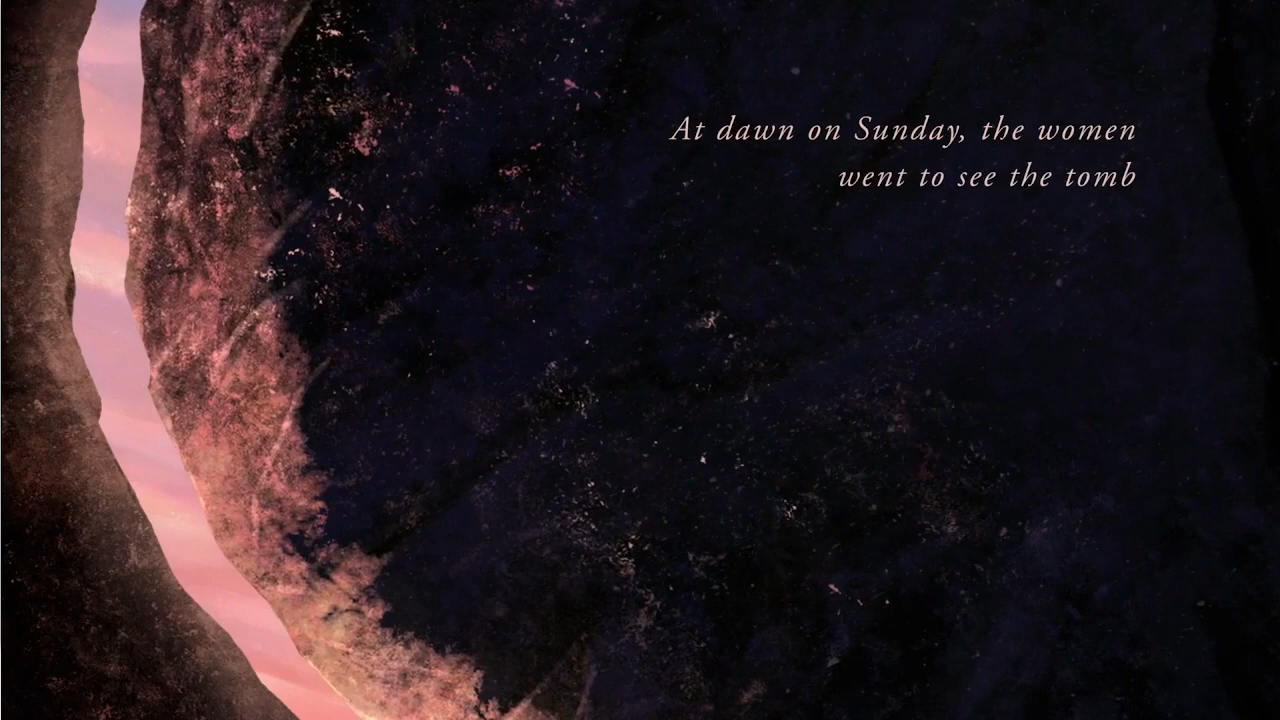 At dawn on Sunday, the women
went to see the tomb